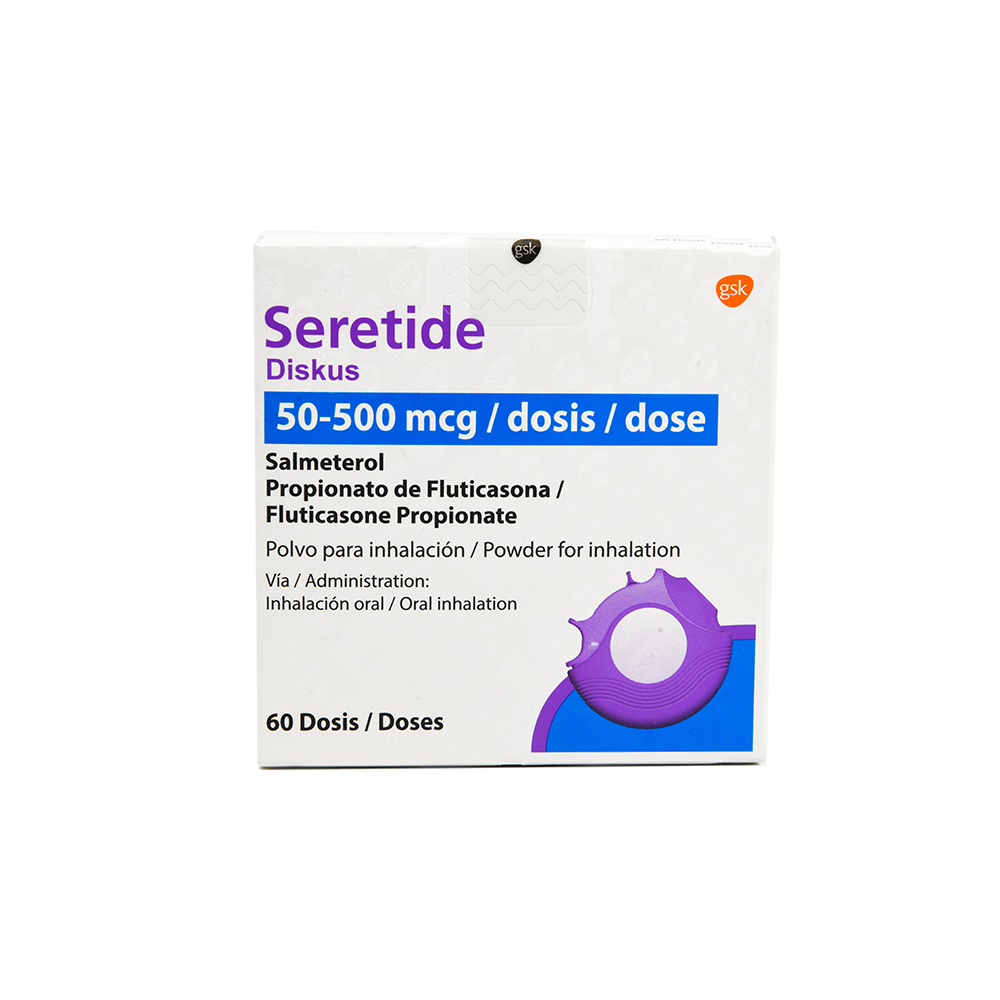 gsk
gsk
Seretide
Diskus
50-500 mcg / dosis / dose
Salmeterol
Propionato de Fluticasona /
Fluticasone Propionate
Polvo para inhalación / Powder for inhalation
Vía / Administration:
Inhalación oral / Oral inhalation
60 Dosis / Doses